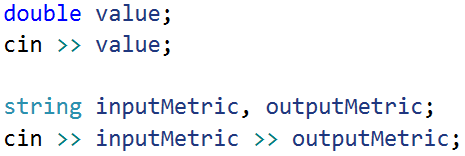 double value;
cin >> value;
string inputMetric, outputMetric;
cin >> inputMetric >> outputMetric;